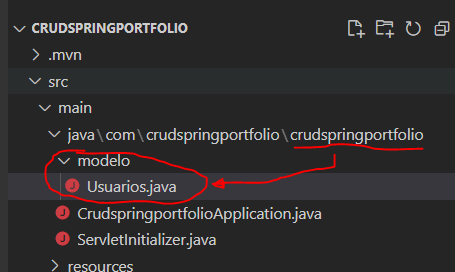 CRUDSPRINGPORTFOLIO
.mvn
src
main
java\com\crudspringportfolio\crudspringportfolio
modelo
J Usuarios.java
J CrudspringportfolioApplication.java
J ServletInitializer.java
resources